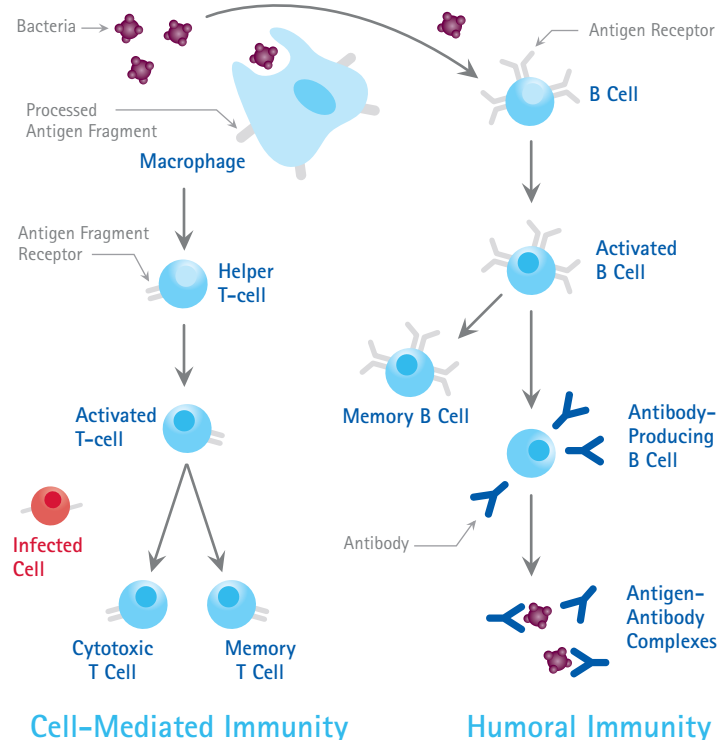 Bacteria
Antigen Receptor
B Cell
Processed
Antigen Fragment
Macrophage
Antigen Fragment
Receptor
Helper
T-cell
Activated
B Cell
Memory B Cell
Activated
T-cell
Antibody-
Producing
B Cell
Infected
Cell
Antibody
Cytotoxic
T Cell
Memory
T Cell
Antigen-
Antibody
Complexes
Cell-Mediated Immunity
Humoral Immunity